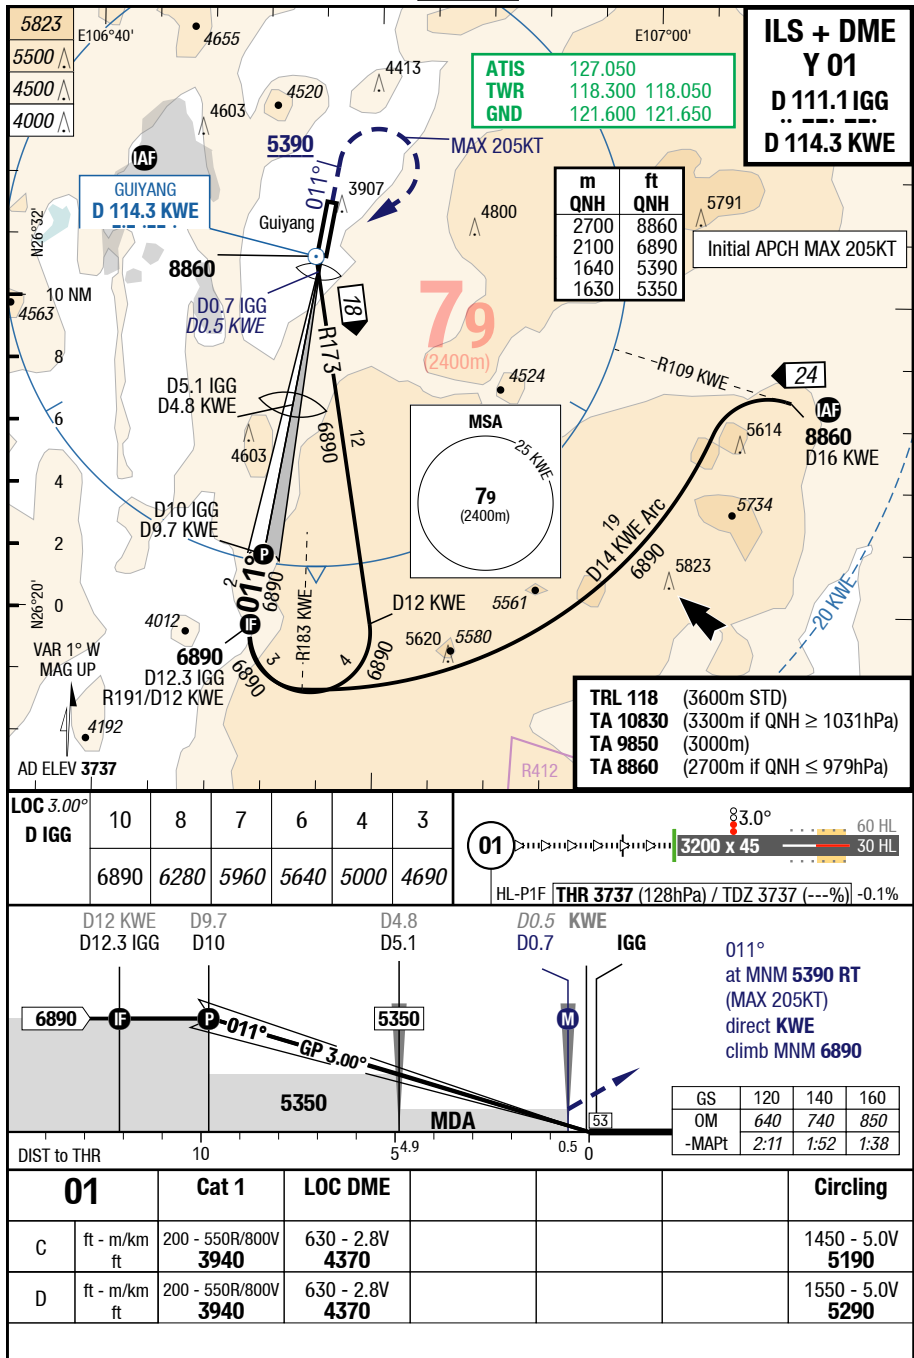 5823
5500
4500
4000
E106°40'
4655
4413
4520
4603
E107°00'
ATIS 127.050
TWR 118.300 118.050
GND 121.600 121.650
ILS + DME
Y 01
D 111.1 IGG
D 114.3 KWE
IAF
5390
MAX 205KT
011°
3907
GUIYANG
D 114.3 KWE
Guiyang
N26°32'
m ft
QNH QNH
2700 8860
2100 6890
1640 5390
1630 5350
4800
5791
Initial APCH MAX 205KT
8860
10 NM
4563
D0.7 IGG
D0.5 KWE
18
79
(2400m)
R173
8
R109 KWE
24
4524
D5.1 IGG
D4.8 KWE
IAF
8860
D16 KWE
6
12
6890
MSA
25 KWE
79
(2400m)
5614
4603
4
D10 IGG
D9.7 KWE
5734
19
D14 KWE Arc
6890
2
P
2
011°
6890
R183 KWE
5823
20 KWE
N26°20'
0
D12 KWE
5561
4012
IF
5620
5580
VAR 1° W
MAG UP
6890
D12.3 IGG
R191/D12 KWE
6890
3
4
6890
4192
TRL 118 (3600m STD)
TA 10830 (3300m if QNH ≥ 1031hPa)
TA 9850 (3000m)
TA 8860 (2700m if QNH ≤ 979hPa)
AD ELEV 3737
R412
LOC 3.00°
D IGG
10 8 7 6 4 3
6890 6280 5960 5640 5000 4690
01
3.0°
60 HL
3200 x 45
30 HL
HL-P1F THR 3737 (128hPa) / TDZ 3737 (---%) -0.1%
D12 KWE D9.7 D4.8 D0.5 KWE
D12.3 IGG D10 D5.1 D0.7 IGG
011°
at MNM 5390 RT
(MAX 205KT)
direct KWE
climb MNM 6890
6890 IF P 5350 M
011°
GP 3.00°
5350
MDA
53
GS 120 140 160
OM 640 740 850
-MAPt 2:11 1:52 1:38
DIST to THR 10 5 4.9 0.5 0
01 Cat 1 LOC DME Circling
C ft - m/km 200 - 550R/800V 630 - 2.8V 1450 - 5.0V
ft 3940 4370 5190
D ft - m/km 200 - 550R/800V 630 - 2.8V 1550 - 5.0V
ft 3940 4370 5290